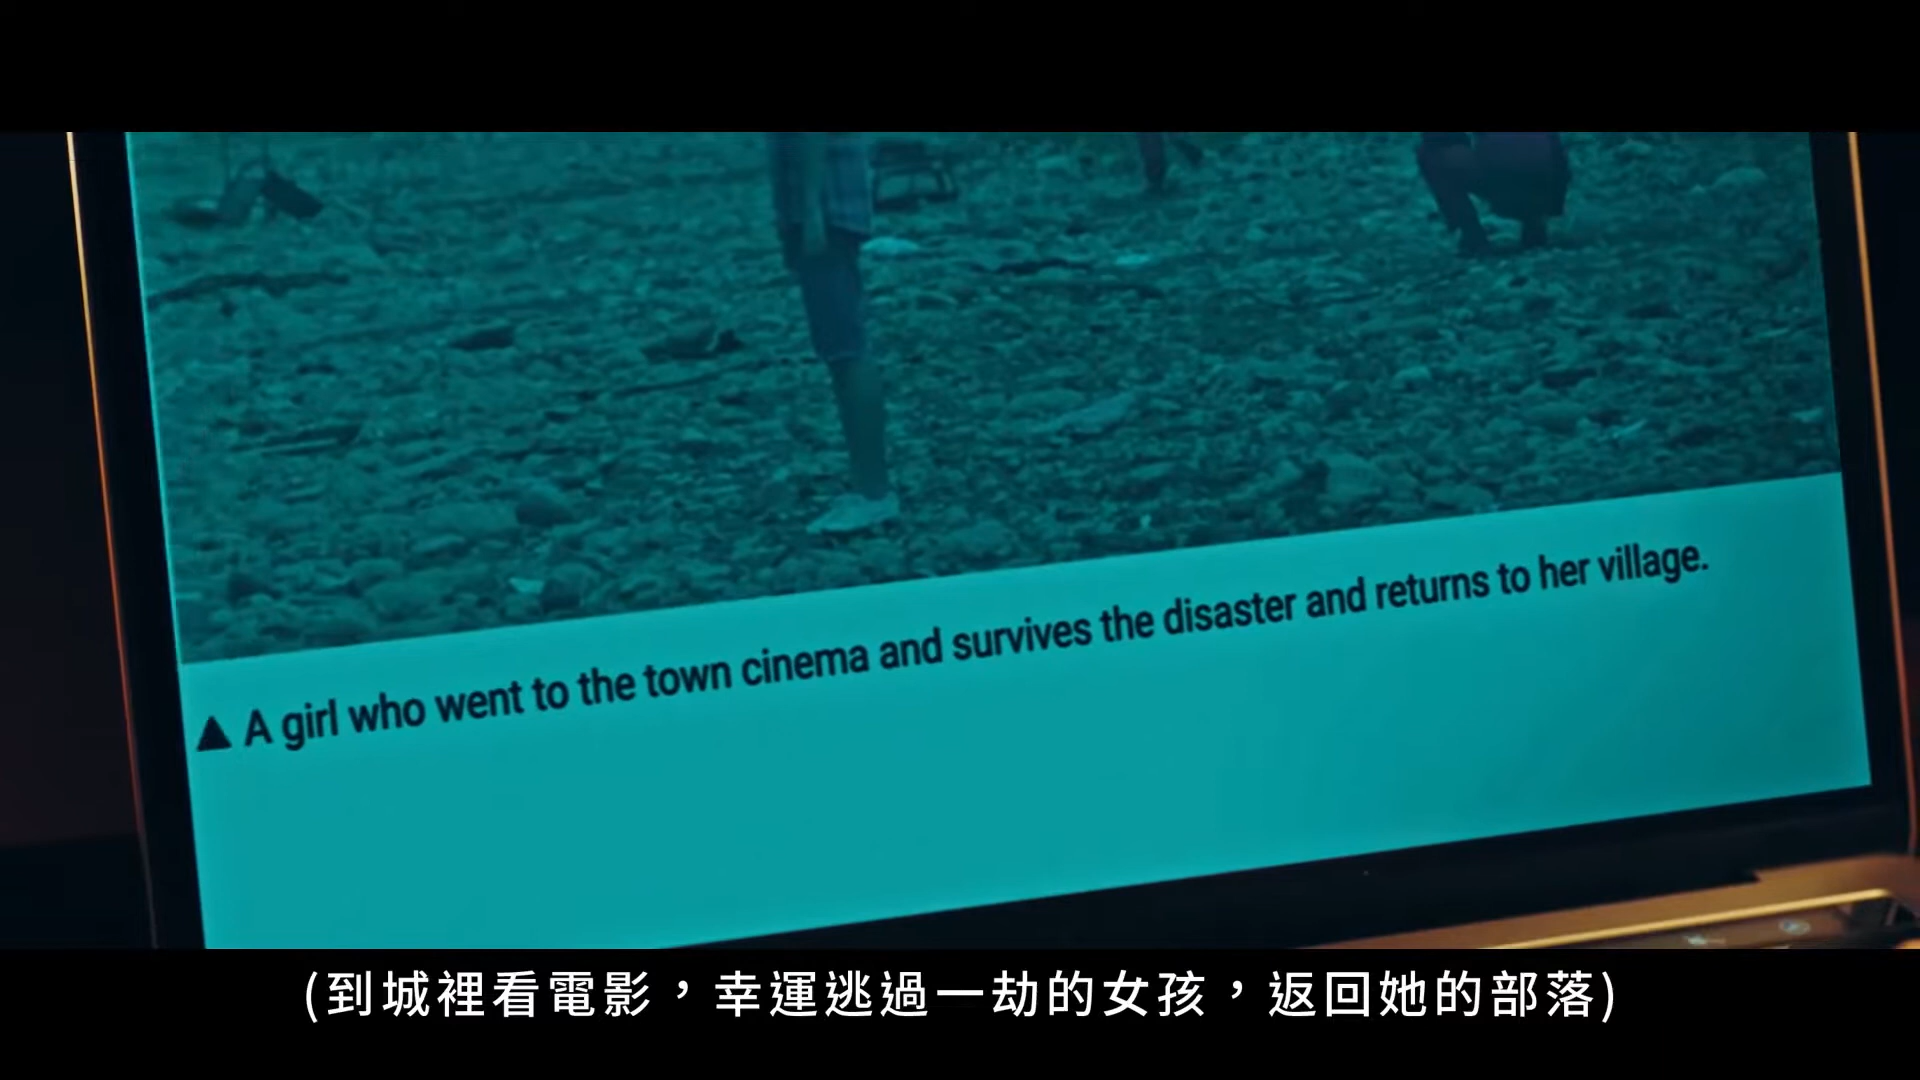 ▲ A girl who went to the town cinema and survives the disaster and returns to her village.
(到城裡看電影，幸運逃過一劫的女孩，返回她的部落)